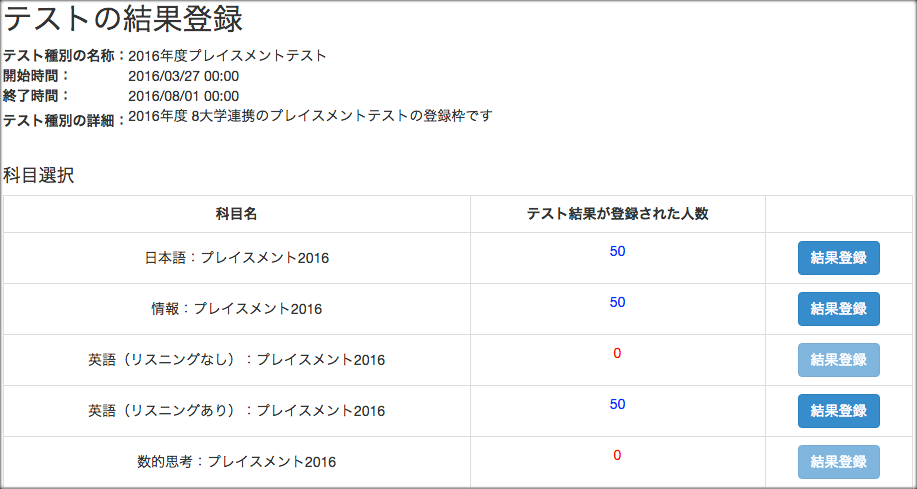 テストの結果登録
テスト種別の名称：2016年度プレイスメントテスト
開始時間：2016/03/27 00:00
終了時間：2016/08/01 00:00
テスト種別の詳細：2016年度 8大学連携のプレイスメントテストの登録枠です
科目選択
科目名 テスト結果が登録された人数
日本語：プレイスメント2016 50 結果登録
情報：プレイスメント2016 50 結果登録
英語（リスニングなし）：プレイスメント2016 0 結果登録
英語（リスニングあり）：プレイスメント2016 50 結果登録
数的思考：プレイスメント2016 0 結果登録